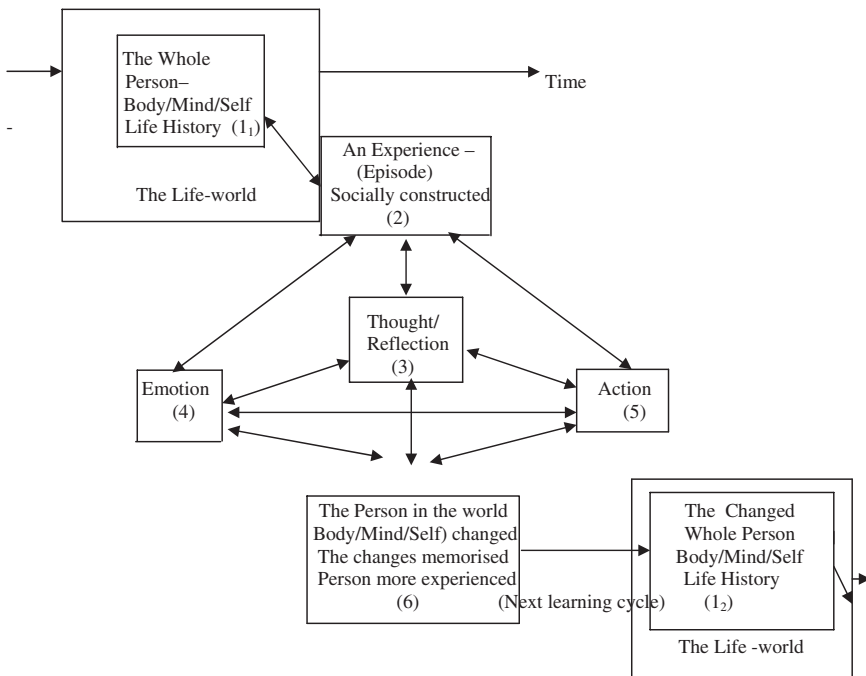 The Whole
Person–
Body/Mind/Self
Life History (1₁)
Time
-
The Life-world
An Experience –
(Episode)
Socially constructed
(2)
Thought/
Reflection
(3)
Emotion
(4)
Action
(5)
The Person in the world
Body/Mind/Self) changed
The changes memorised
Person more experienced
(6)
(Next learning cycle)
The Changed
Whole Person
Body/Mind/Self
Life History
(1₂)
The Life -world